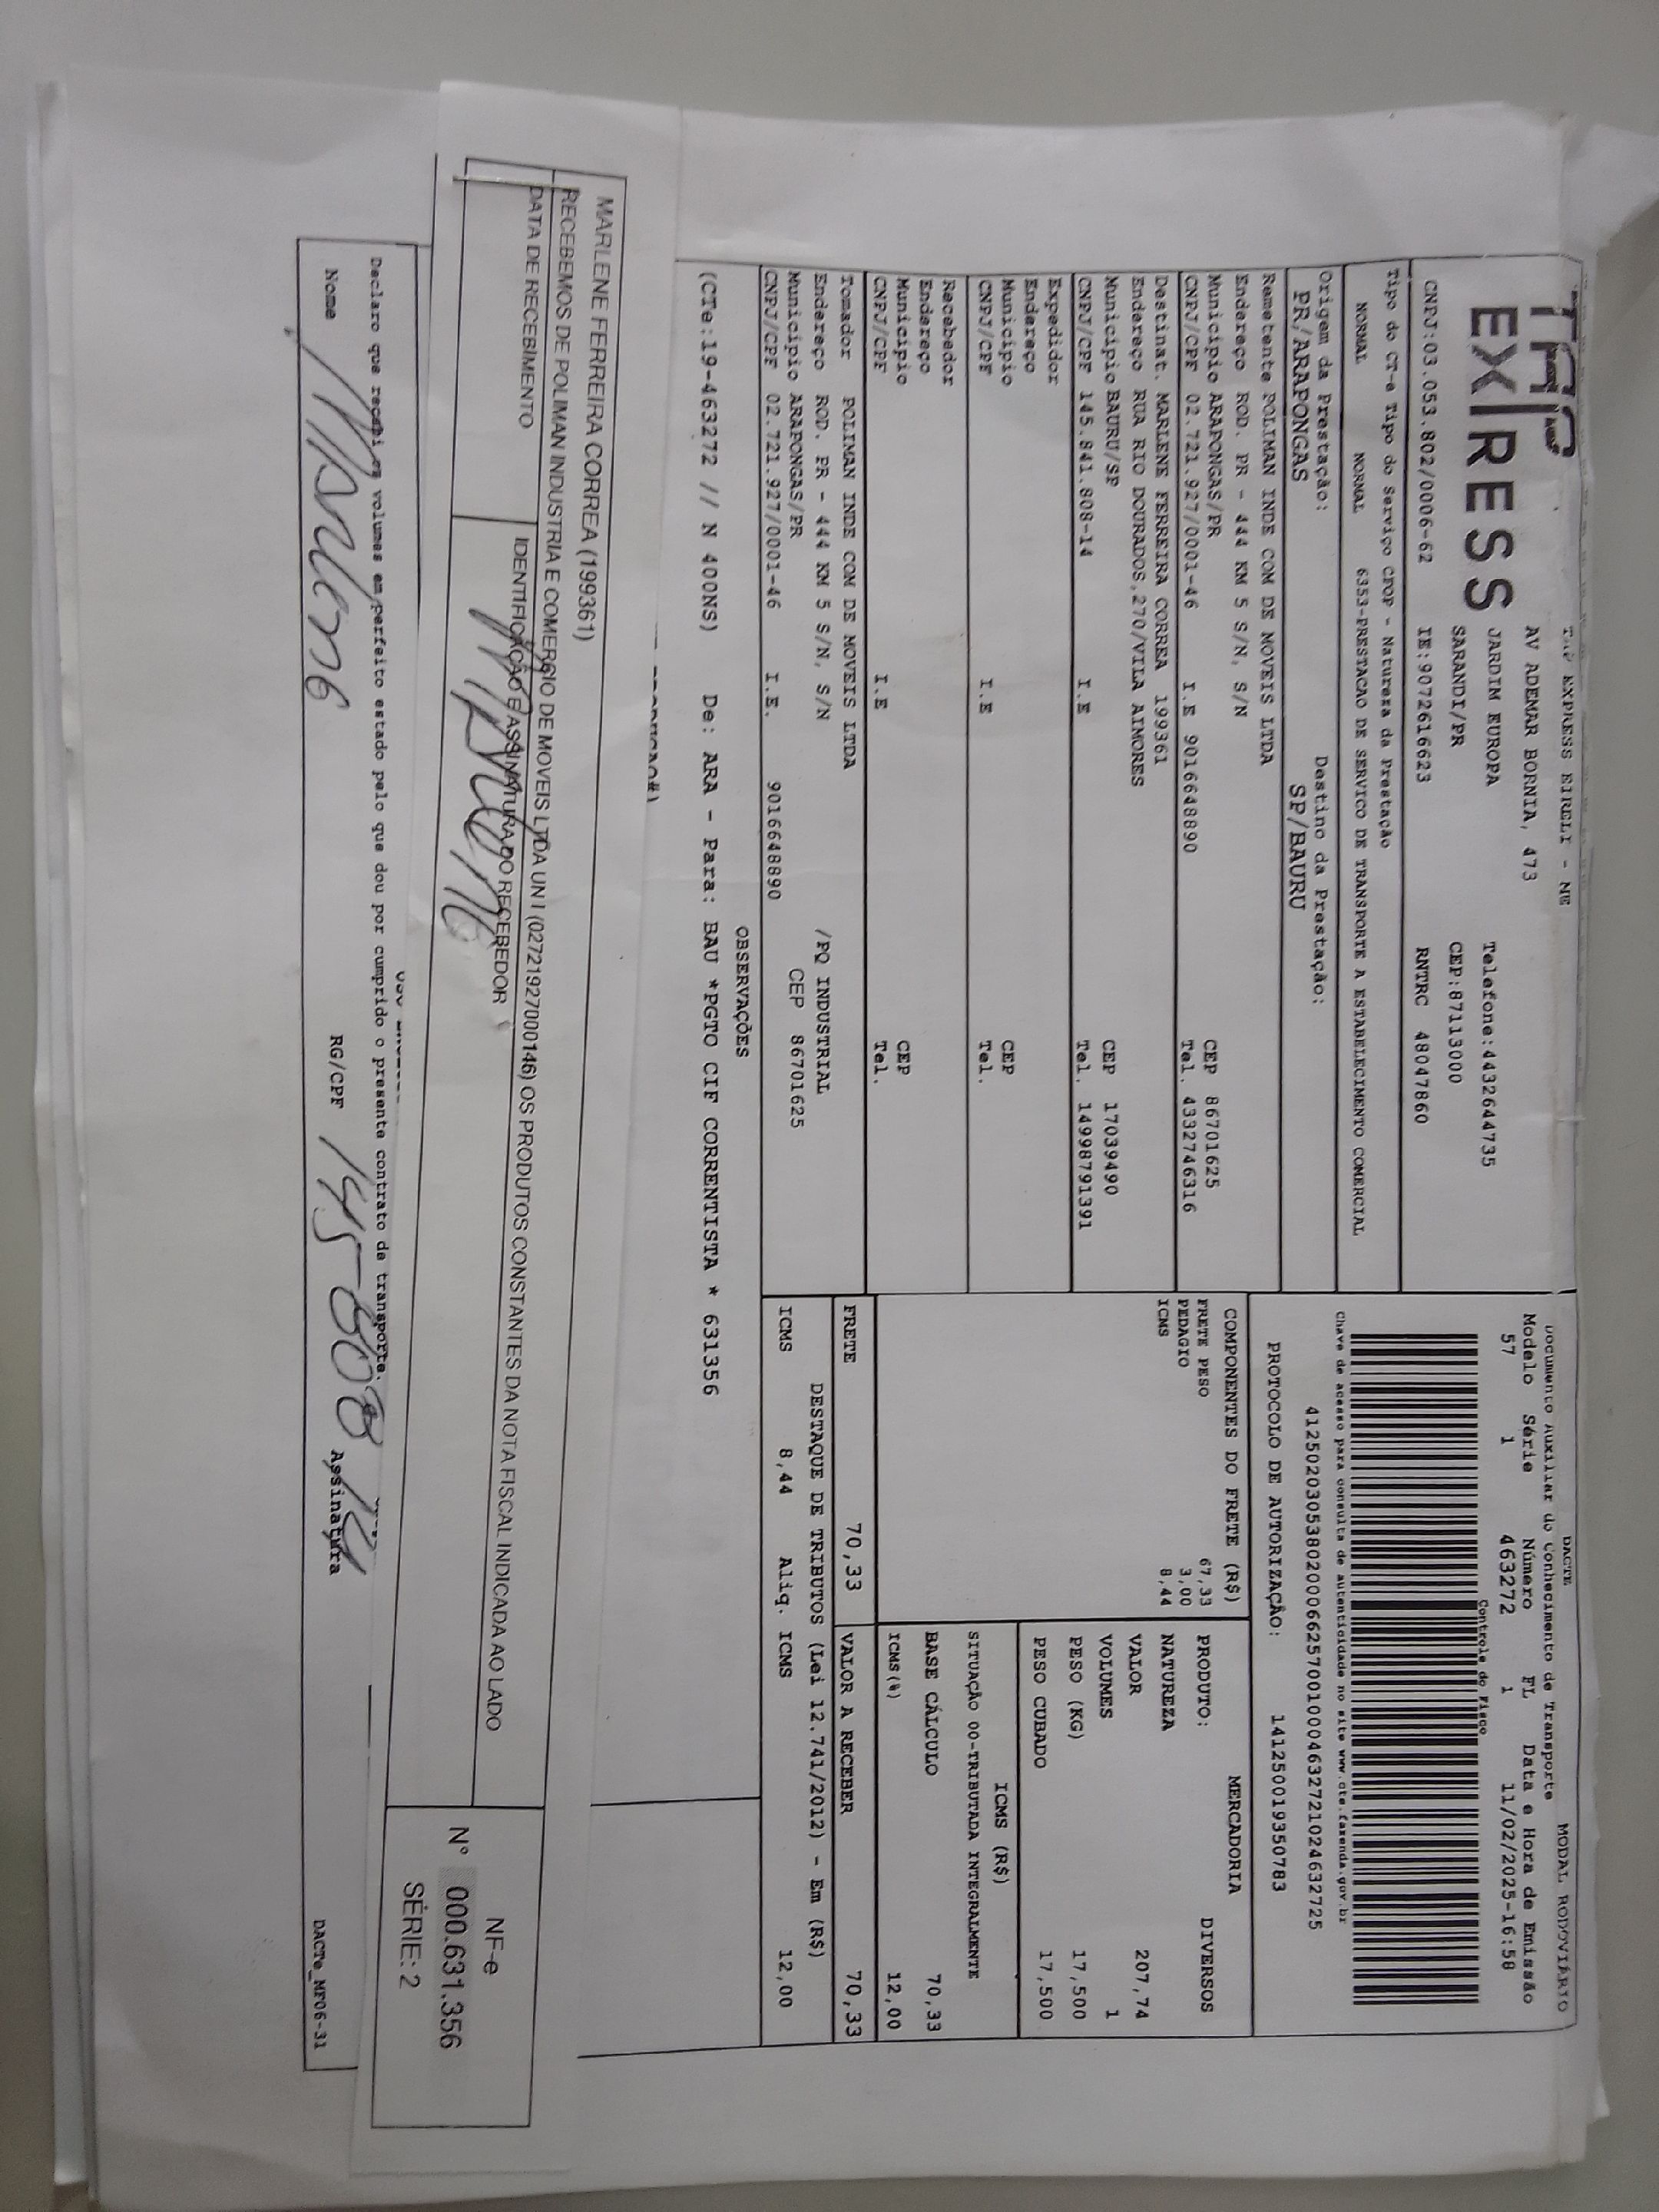 TRP
EX|RESS
EXPRESS EIRELI - ME
AV ADEMAR BORNIA, 473
JARDIM EUROPA
Telefone:4432644735
SARANDI/PR
CEP:87113000
CNPJ:03.053.802/0006-62 IE:9072616623 RNTRC 48047860
DACTE MODAL RODOVIÁRIO
Documento Auxiliar do Conhecimento de Transporte
Modelo Série Número FL Data e Hora de Emissão
57 1 463272 1 11/02/2025-16:58
Controle do Fisco
Chave de acesso para consulta de autenticidade no site www.cte.fazenda.gov.br
41250203053802000662570010004632721024632725
PROTOCOLO DE AUTORIZAÇÃO: 141250019350783
Tipo do CT-e Tipo do Serviço CFOP - Natureza da Prestação
NORMAL NORMAL 6353-PRESTACAO DE SERVICO DE TRANSPORTE A ESTABELECIMENTO COMERCIAL
Origem da Prestação: Destino da Prestação:
PR/ARAPONGAS SP/BAURU
Remetente POLIMAN INDE COM DE MOVEIS LTDA
Endereço ROD. PR - 444 KM 5 S/N, S/N
Município ARAPONGAS/PR CEP 86701625
CNPJ/CPF 02.721.927/0001-46 I.E 9016648890 Tel. 4332746316
Destinat. MARLENE FERREIRA CORREA 199361
Endereço RUA RIO DOURADOS,270/VILA AIMORES
Município BAURU/SP CEP 17039490
CNPJ/CPF 145.841.808-14 I.E Tel. 14998791391
Expedidor
Endereço
Município CEP
CNPJ/CPF I.E Tel.
Recebedor
Endereço
Município CEP
CNPJ/CPF I.E Tel.
Tomador POLIMAN INDE COM DE MOVEIS LTDA
Endereço ROD. PR - 444 KM 5 S/N, S/N /PQ INDUSTRIAL
Município ARAPONGAS/PR CEP 86701625
CNPJ/CPF 02.721.927/0001-46 I.E. 9016648890
COMPONENTES DO FRETE (R$)
FRETE PESO 67,33
PEDAGIO 3,00
ICMS 8,44
MERCADORIA
PRODUTO: DIVERSOS
NATUREZA
VALOR 207,74
VOLUMES 1
PESO (KG) 17,500
PESO CUBADO 17,500
ICMS (R$)
SITUAÇÃO 00-TRIBUTADA INTEGRALMENTE
BASE CÁLCULO 70,33
ICMS(%) 12,00
FRETE 70,33 VALOR A RECEBER 70,33
DESTAQUE DE TRIBUTOS (Lei 12.741/2012) - Em (R$)
ICMS 8,44 Aliq. ICMS 12,00
OBSERVAÇÕES
(CTe:19-463272 // N 400NS) De: ARA - Para: BAU *PGTO CIF CORRENTISTA * 631356
MARLENE FERREIRA CORREA (199361)
RECEBEMOS DE POLIMAN INDUSTRIA E COMERCIO DE MOVEIS LTDA UN I (02721927000146) OS PRODUTOS CONSTANTES DA NOTA FISCAL INDICADA AO LADO
DATA DE RECEBIMENTO
IDENTIFICAÇÃO E ASSINATURA DO RECEBEDOR
Marlene
NF-e
N° 000.631.356
SÉRIE: 2
Declaro que recebi os volumes em perfeito estado pelo que dou por cumprido o presente contrato de transporte.
Nome Marlene RG/CPF 145-808 14 Assinatura
DACTe_MF06-31